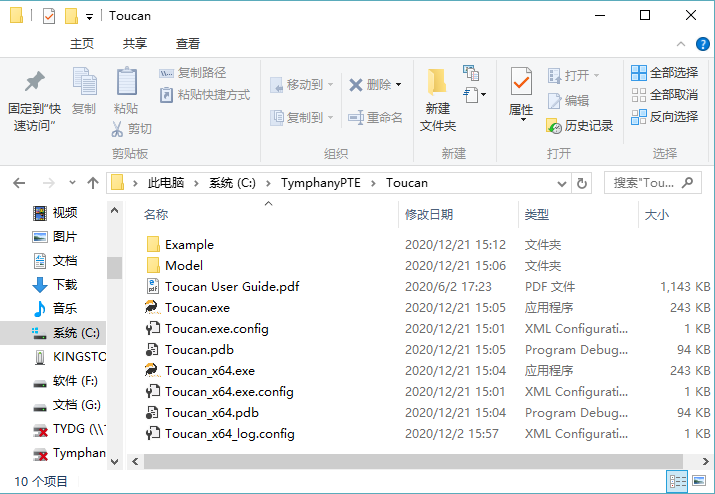 Toucan
主页 共享 查看
固定到"快速访问"
复制
粘贴
复制路径
粘贴快捷方式
剪切
剪贴板
移动到
复制到
删除
重命名
组织
新建
文件夹
新建
属性
打开
编辑
历史记录
打开
全部选择
全部取消
反向选择
选择
此电脑 系统 (C:) TymphanyPTE Toucan
搜索"Tou...
视频
图片
文档
下载
音乐
系统 (C:)
KINGSTO
软件 (F:)
文档 (G:)
TYDG (\\
Tymphan
名称 修改日期 类型 大小
Example 2020/12/21 15:12 文件夹
Model 2020/12/21 15:06 文件夹
Toucan User Guide.pdf 2020/6/2 17:23 PDF 文件 1,143 KB
Toucan.exe 2020/12/21 15:05 应用程序 243 KB
Toucan.exe.config 2020/12/21 15:01 XML Configurati... 1 KB
Toucan.pdb 2020/12/21 15:05 Program Debug... 94 KB
Toucan_x64.exe 2020/12/21 15:04 应用程序 243 KB
Toucan_x64.exe.config 2020/12/21 15:01 XML Configurati... 1 KB
Toucan_x64.pdb 2020/12/21 15:04 Program Debug... 94 KB
Toucan_x64_log.config 2020/12/2 15:57 XML Configurati... 1 KB
10 个项目